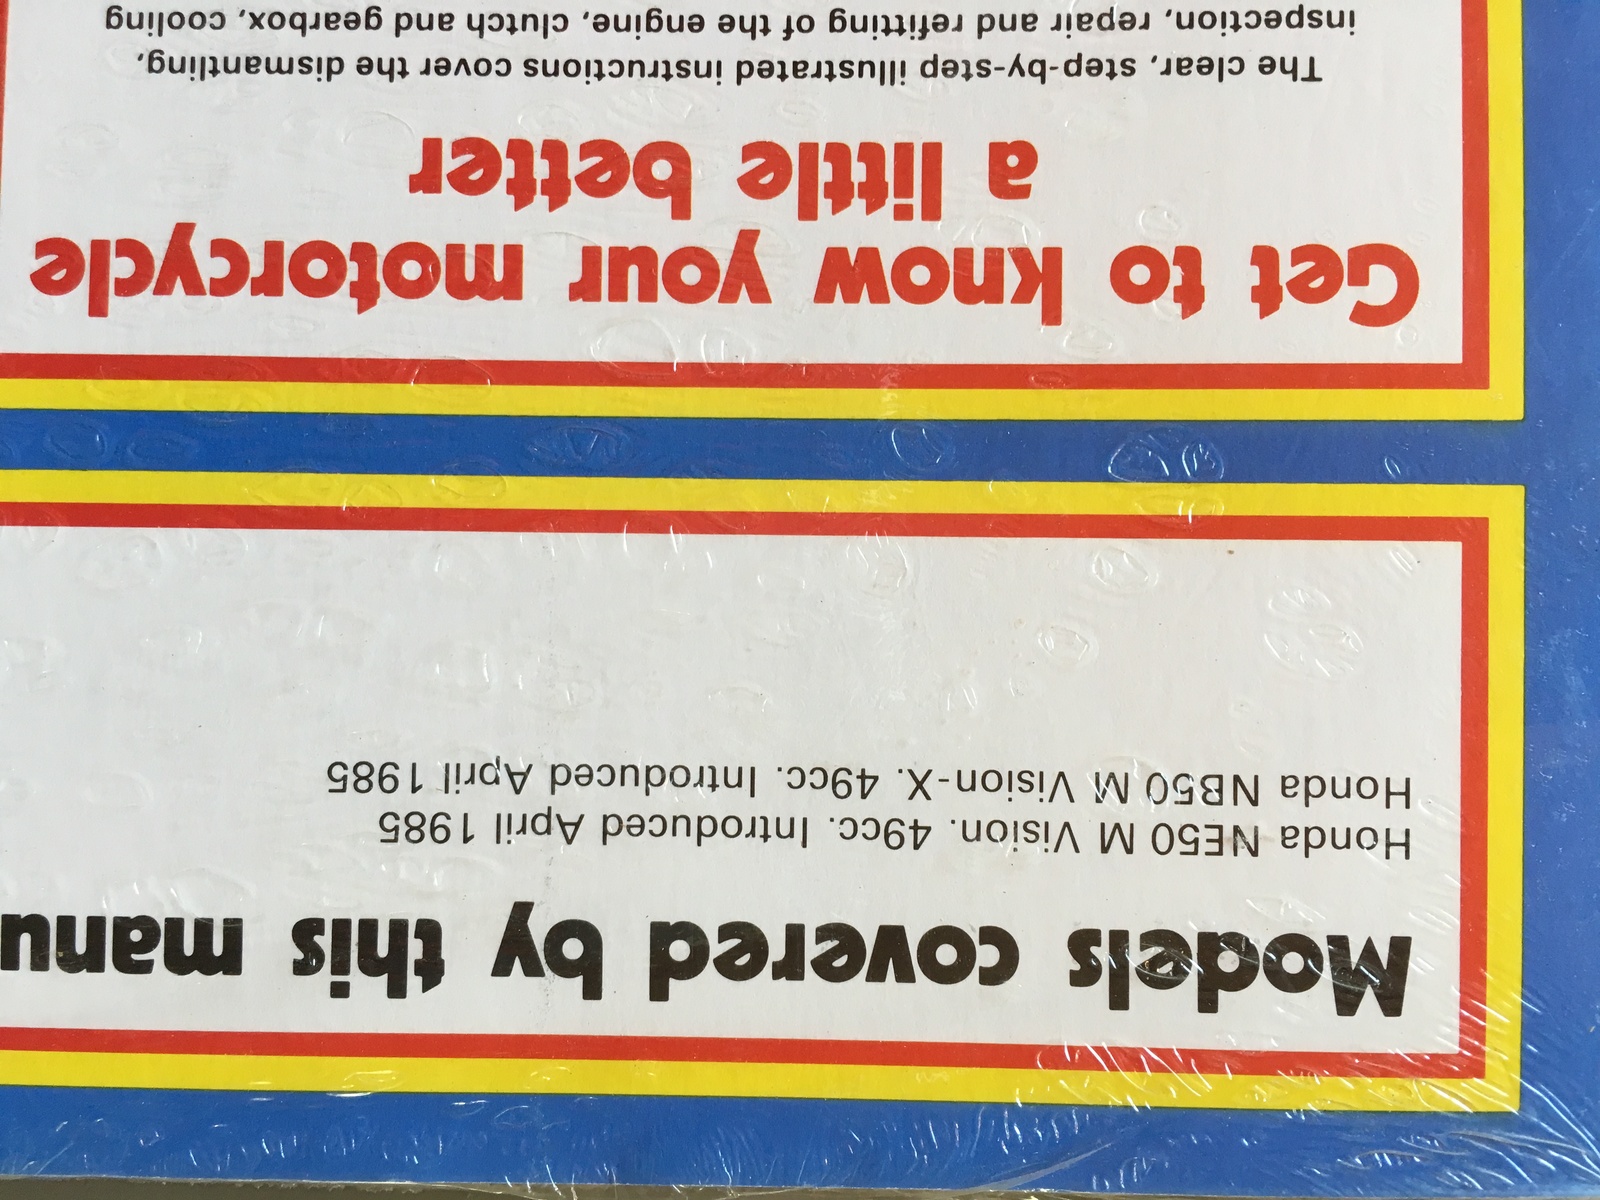 Models covered by this manu
Honda NE50 M Vision. 49cc. Introduced April 1985
Honda NB50 M Vision-X. 49cc. Introduced April 1985
Get to know your motorcycle
a little better
The clear, step-by-step illustrated instructions cover the dismantling,
inspection, repair and refitting of the engine, clutch and gearbox, cooling